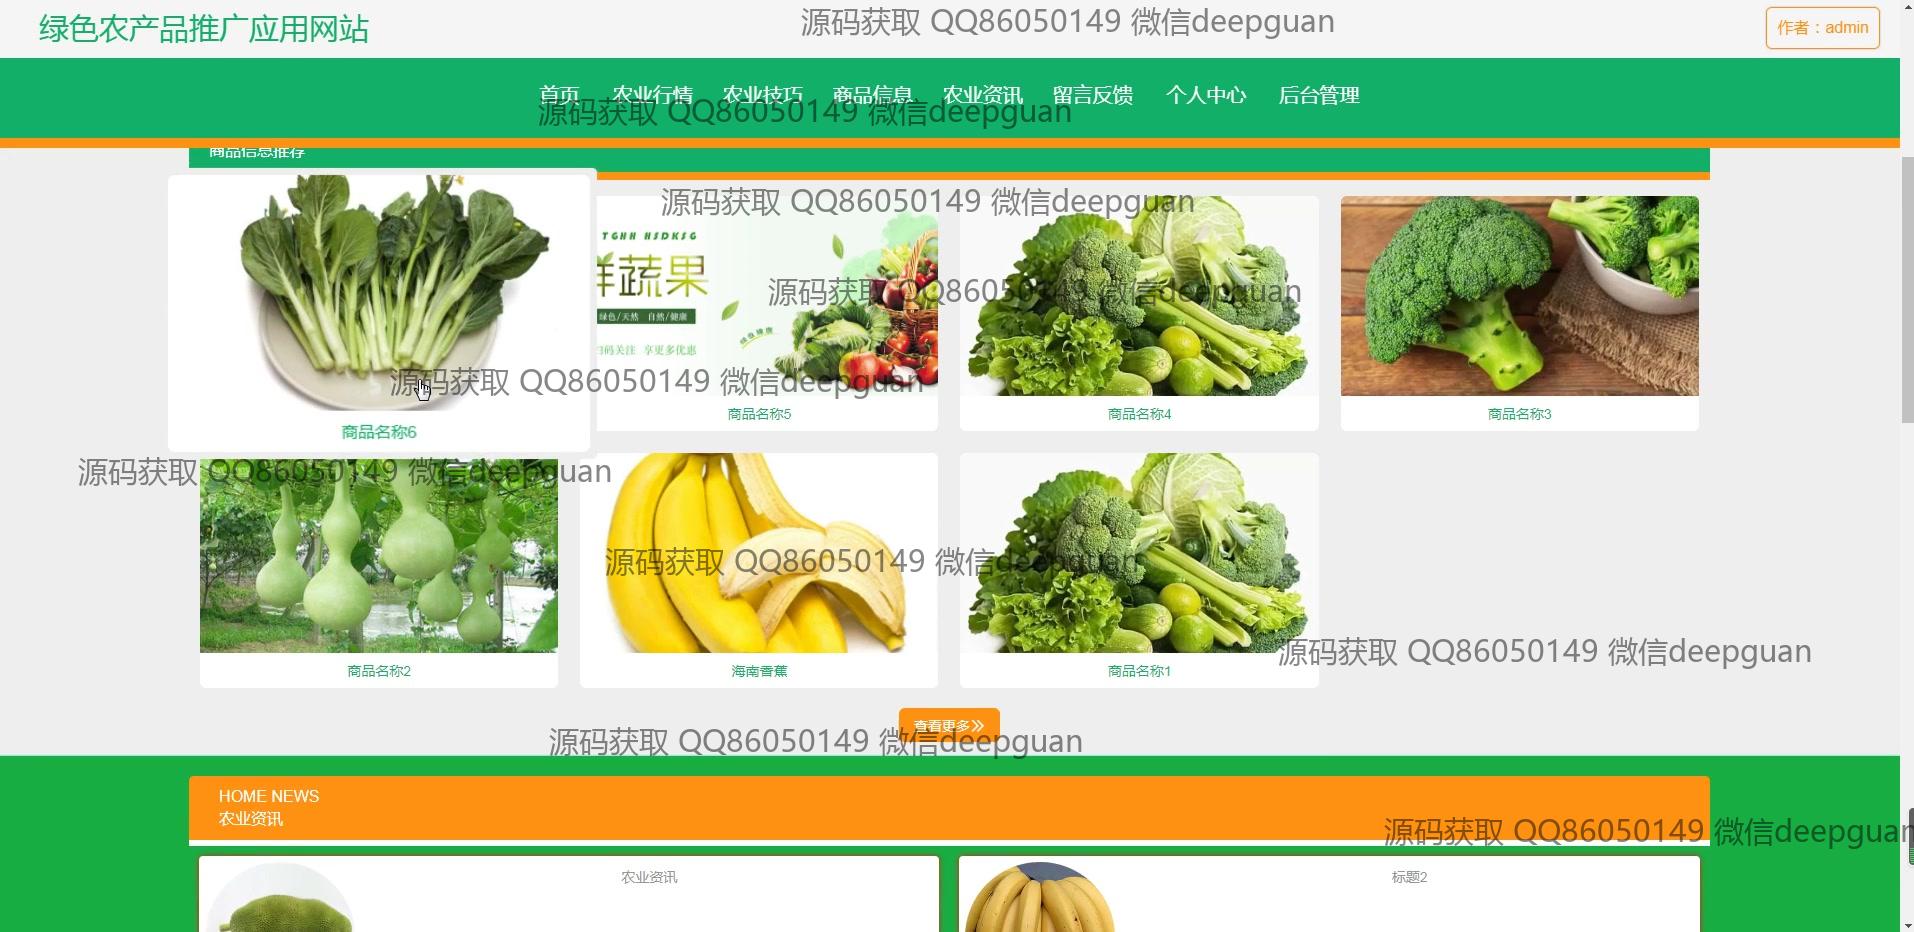 绿色农产品推广应用网站
源码获取 QQ86050149 微信deepguan
作者：admin
首页 农业行情 农业技巧 商品信息 农业资讯 留言反馈 个人中心 后台管理
源码获取 QQ86050149 微信deepguan
商品信息推荐
源码获取 QQ86050149 微信deepguan
TGHH HSDKSG
鲜蔬果
源码获取 QQ86050149 微信deepguan
绿色/天然 自然/健康
扫码关注 享更多优惠
源码获取 QQ86050149 微信deepguan
商品名称6
商品名称5
商品名称4
商品名称3
源码获取 QQ86050149 微信deepguan
源码获取 QQ86050149 微信deepguan
源码获取 QQ86050149 微信deepguan
商品名称2
海南香蕉
商品名称1
查看更多
源码获取 QQ86050149 微信deepguan
HOME NEWS
农业资讯
源码获取 QQ86050149 微信deepguan
农业资讯
标题2